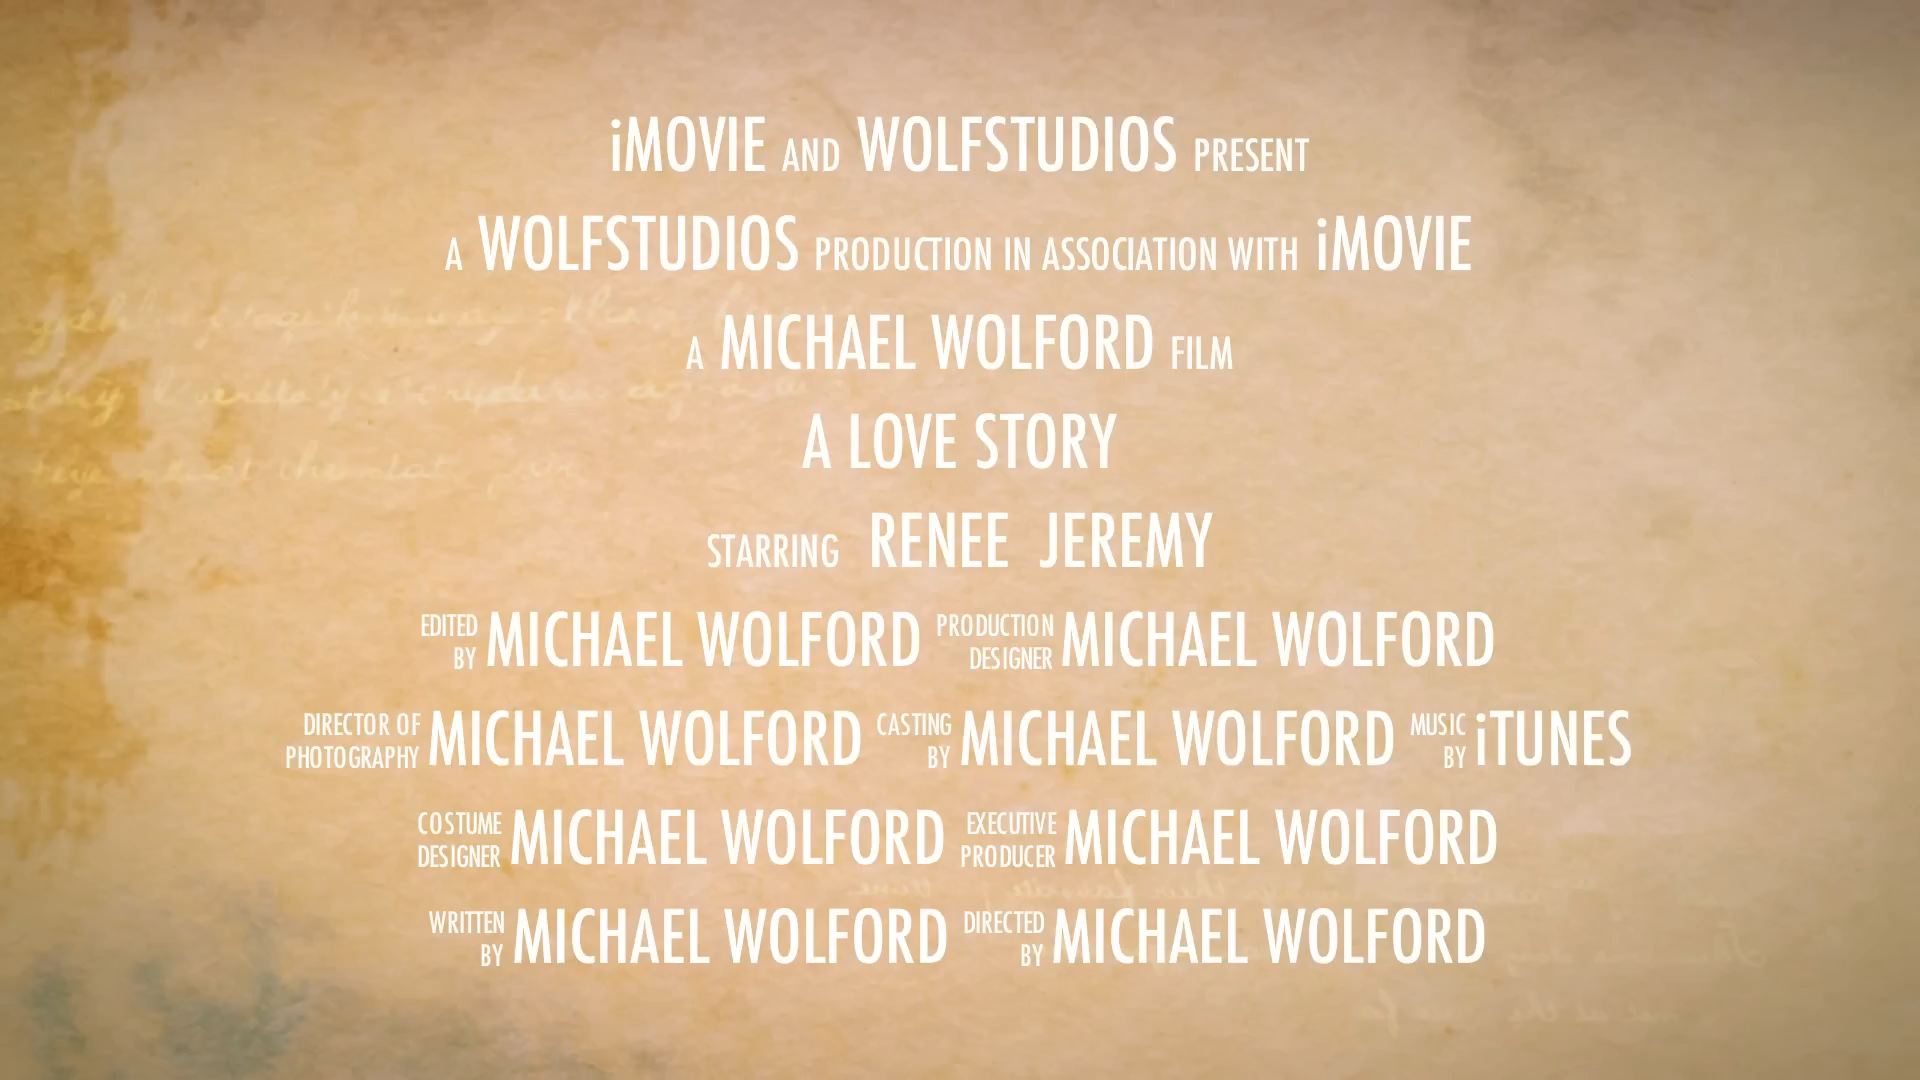 iMOVIE AND WOLFSTUDIOS PRESENT
A WOLFSTUDIOS PRODUCTION IN ASSOCIATION WITH iMOVIE
A MICHAEL WOLFORD FILM
A LOVE STORY
STARRING RENEE JEREMY
EDITED BY MICHAEL WOLFORD PRODUCTION DESIGNER MICHAEL WOLFORD
DIRECTOR OF PHOTOGRAPHY MICHAEL WOLFORD CASTING BY MICHAEL WOLFORD MUSIC BY iTUNES
COSTUME DESIGNER MICHAEL WOLFORD EXECUTIVE PRODUCER MICHAEL WOLFORD
WRITTEN BY MICHAEL WOLFORD DIRECTED BY MICHAEL WOLFORD